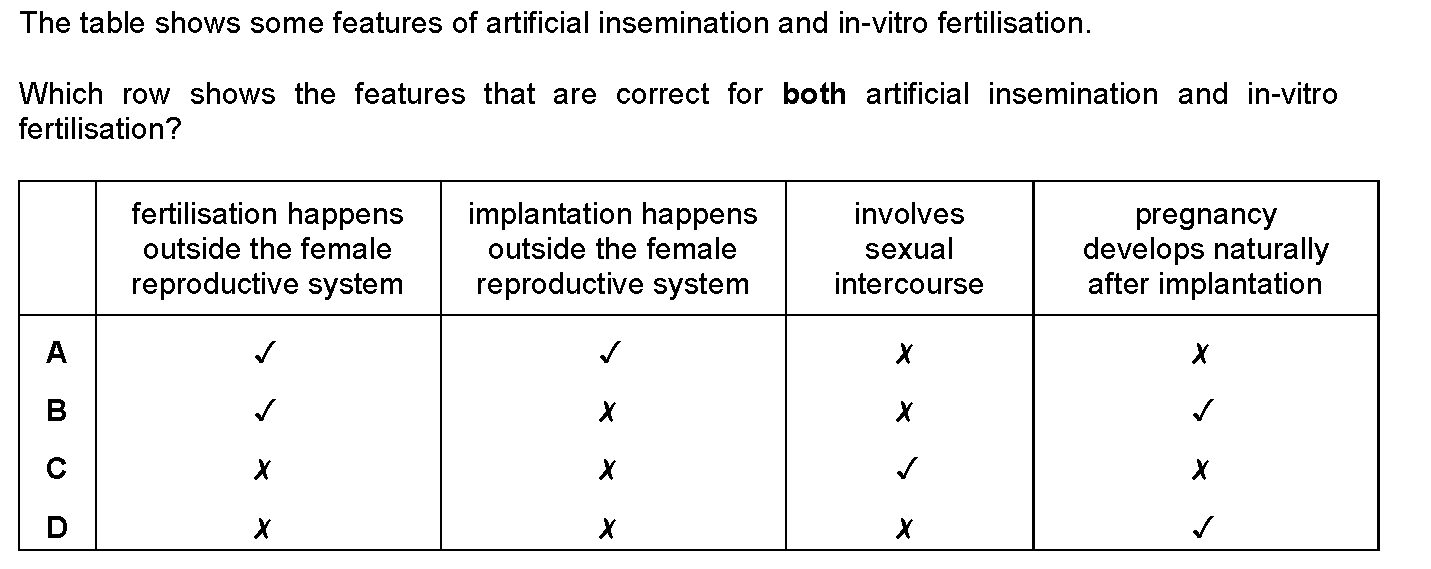 The table shows some features of artificial insemination and in-vitro fertilisation.
Which row shows the features that are correct for both artificial insemination and in-vitro
fertilisation?
fertilisation happens
outside the female
reproductive system
implantation happens
outside the female
reproductive system
involves
sexual
intercourse
pregnancy
develops naturally
after implantation
A ✓ ✓ ✗ ✗
B ✓ ✗ ✗ ✓
C ✗ ✗ ✓ ✗
D ✗ ✗ ✗ ✓